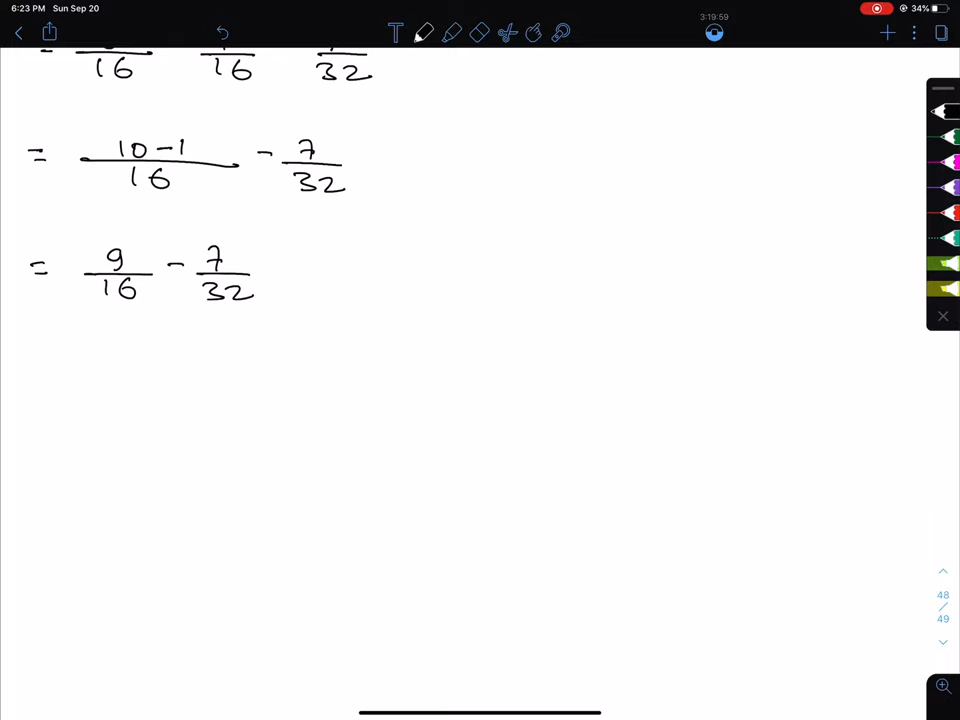 6:23 PM Sun Sep 20
34%
3:19:59
T
= /16 /16 /32
= 10-1/16 - 7/32
= 9/16 - 7/32
48
/
49